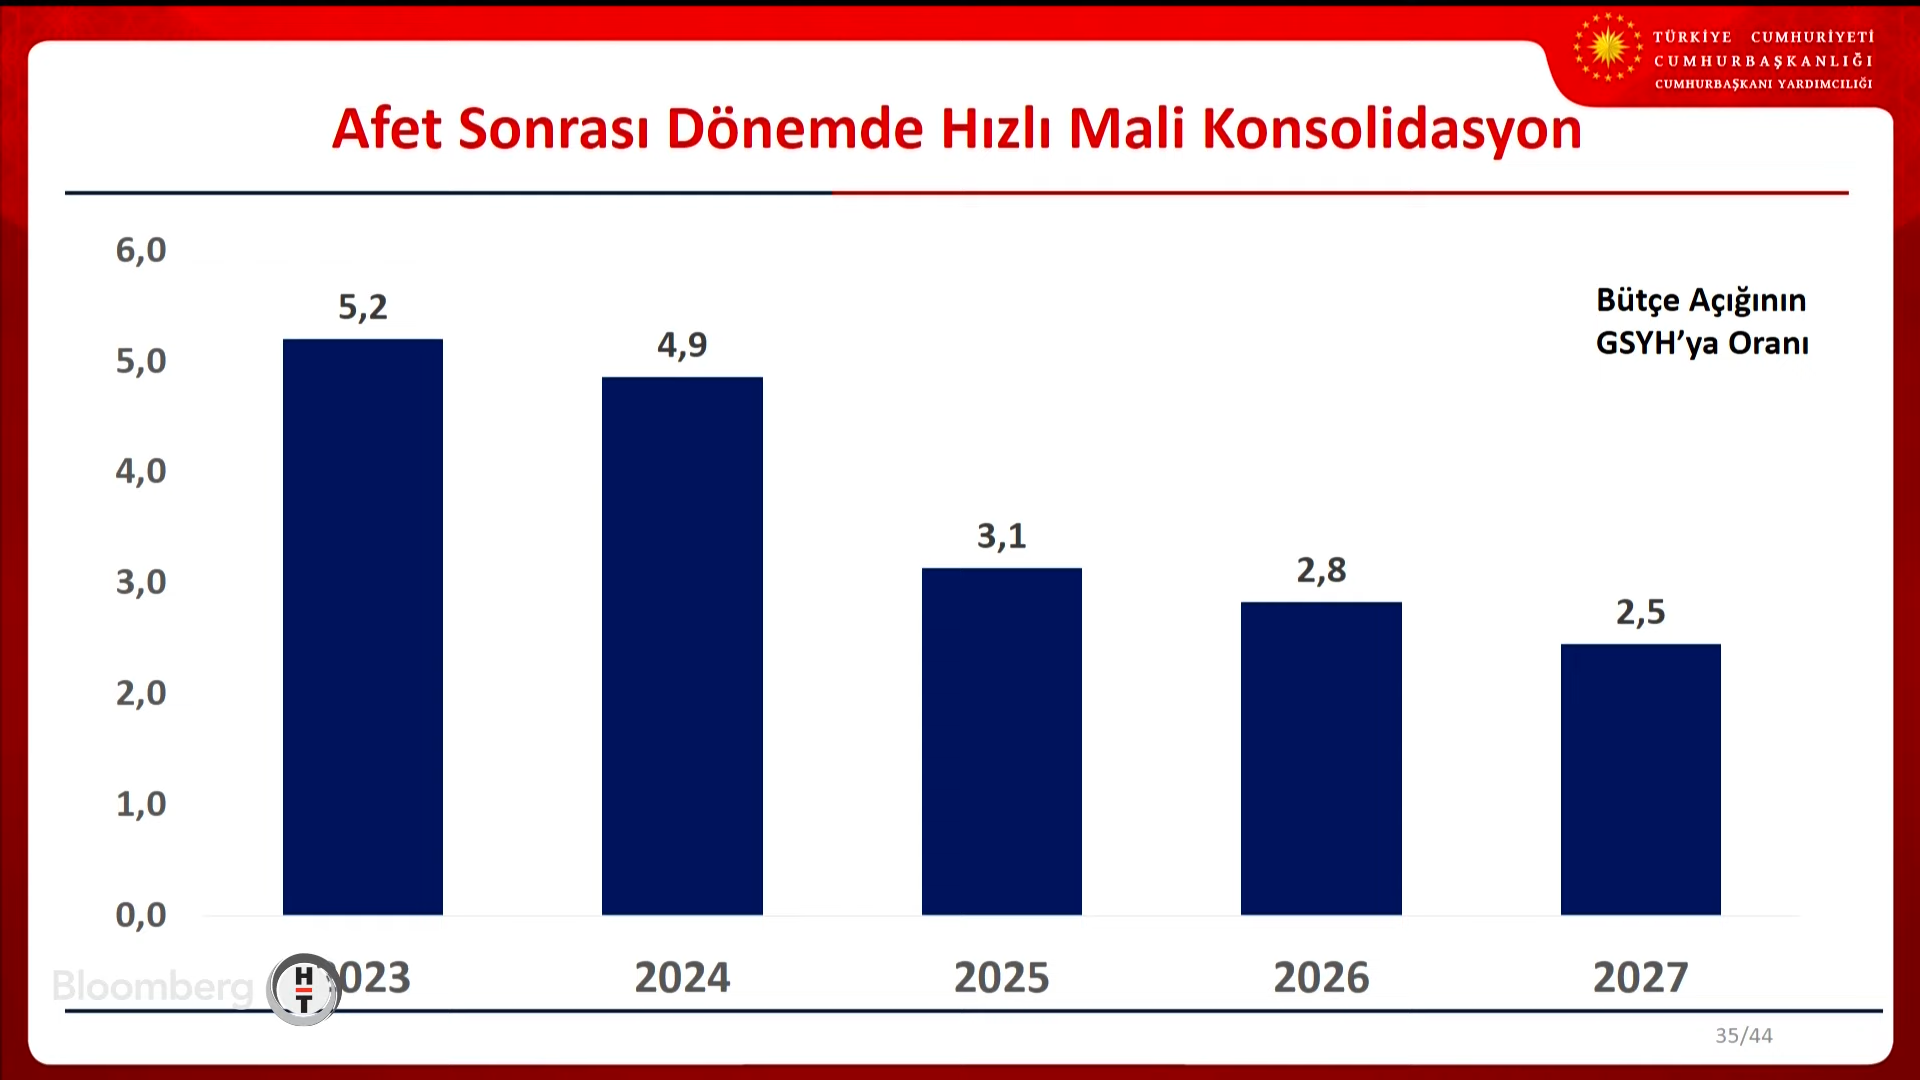 TÜRKİYE CUMHURİYETİ
CUMHURBAŞKANLIĞI
CUMHURBAŞKANI YARDIMCILIĞI
Afet Sonrası Dönemde Hızlı Mali Konsolidasyon
Bütçe Açığının
GSYH’ya Oranı
6,0
5,0
4,0
3,0
2,0
1,0
0,0
5,2
4,9
3,1
2,8
2,5
2023 2024 2025 2026 2027
Bloomberg HT
35/44